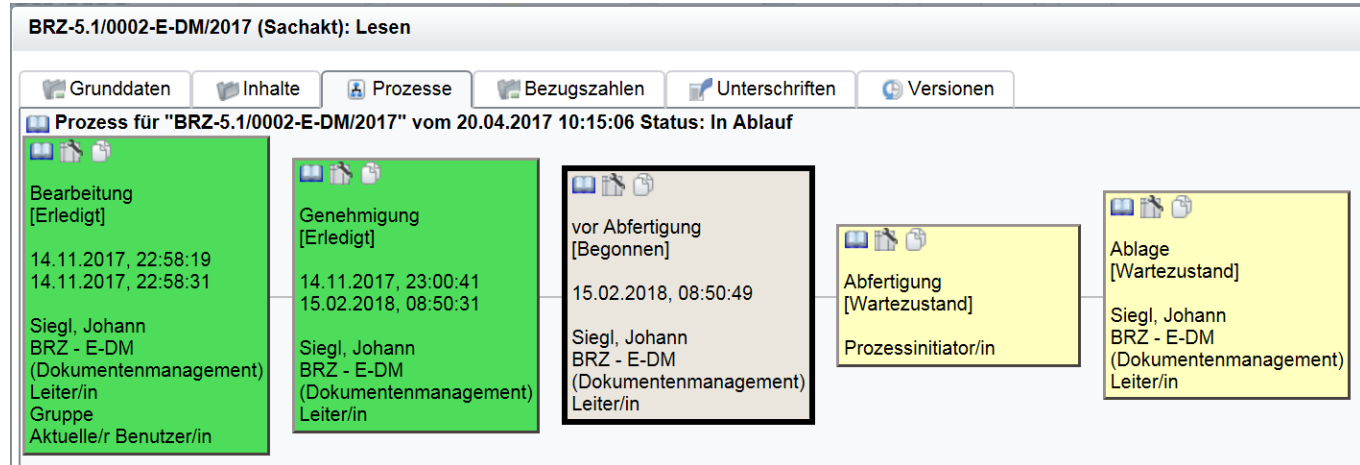 BRZ-5.1/0002-E-DM/2017 (Sachakt): Lesen
Grunddaten
Inhalte
Prozesse
Bezugszahlen
Unterschriften
Versionen
Prozess für "BRZ-5.1/0002-E-DM/2017" vom 20.04.2017 10:15:06 Status: In Ablauf
Bearbeitung
[Erledigt]
14.11.2017, 22:58:19
14.11.2017, 22:58:31
Siegl, Johann
BRZ - E-DM
(Dokumentenmanagement)
Leiter/in
Gruppe
Aktuelle/r Benutzer/in
Genehmigung
[Erledigt]
14.11.2017, 23:00:41
15.02.2018, 08:50:31
Siegl, Johann
BRZ - E-DM
(Dokumentenmanagement)
Leiter/in
vor Abfertigung
[Begonnen]
15.02.2018, 08:50:49
Siegl, Johann
BRZ - E-DM
(Dokumentenmanagement)
Leiter/in
Abfertigung
[Wartezustand]
Prozessinitiator/in
Ablage
[Wartezustand]
Siegl, Johann
BRZ - E-DM
(Dokumentenmanagement)
Leiter/in